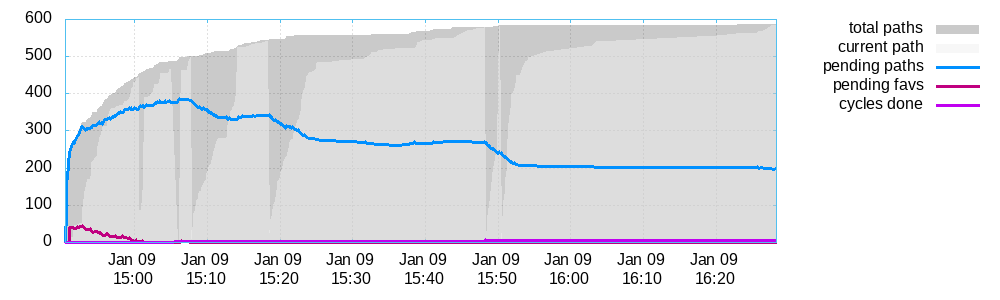 600
500
400
300
200
100
0
Jan 09
15:00
Jan 09
15:10
Jan 09
15:20
Jan 09
15:30
Jan 09
15:40
Jan 09
15:50
Jan 09
16:00
Jan 09
16:10
Jan 09
16:20
total paths
current path
pending paths
pending favs
cycles done